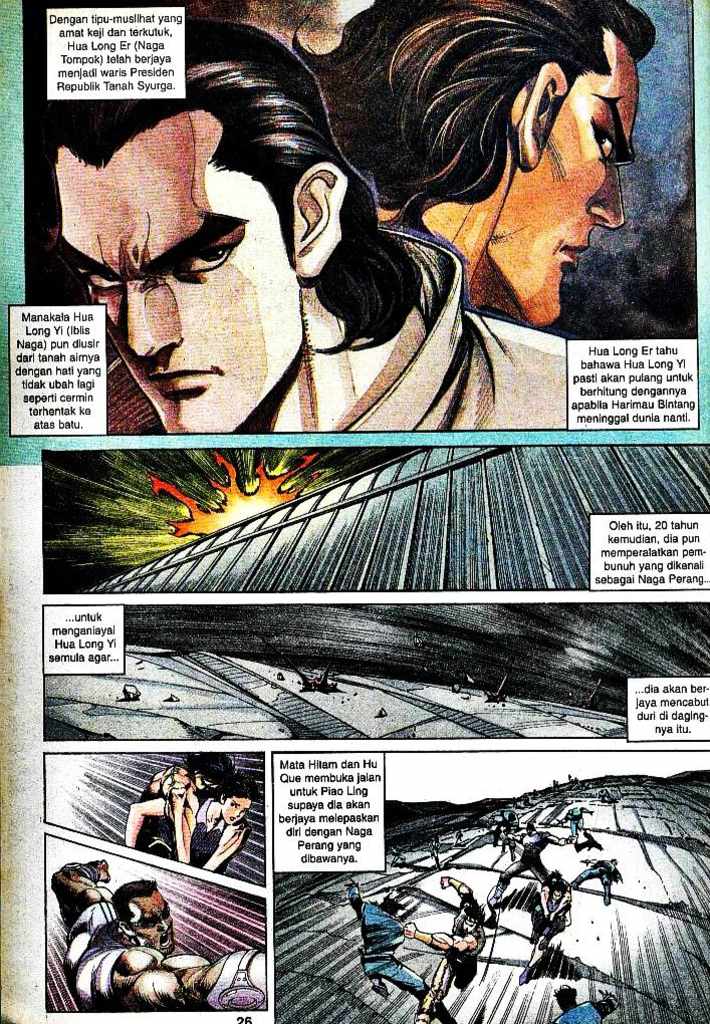 Dengan tipu-muslihat yang
amat keji dan terkutuk,
Hua Long Er (Naga
Tompok) telah berjaya
menjadi waris Presiden
Republik Tanah Syurga.
Manakala Hua
Long Yi (Iblis
Naga) pun diusir
dari tanah airnya
dengan hati yang
tidak ubah lagi
seperti cermin
terhentak ke
atas batu.
Hua Long Er tahu
bahawa Hua Long Yi
pasti akan pulang untuk
berhitung dengannya
apabila Harimau Bintang
meninggal dunia nanti.
Oleh itu, 20 tahun
kemudian, dia pun
memperalatkan pem-
bunuh yang dikenali
sebagai Naga Perang...
...untuk
menganiayai
Hua Long Yi
semula agar...
...dia akan ber-
jaya mencabut
duri di daging-
nya itu.
Mata Hitam dan Hu
Que membuka jalan
untuk Piao Ling
supaya dia akan
berjaya melepaskan
diri dengan Naga
Perang yang
dibawanya.
26